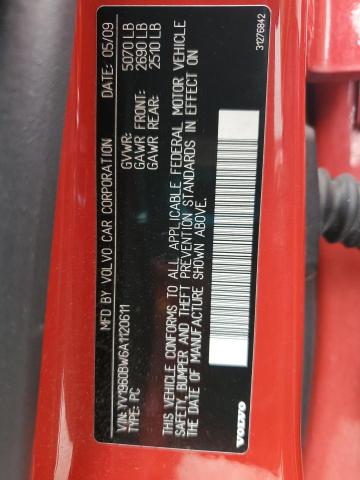 MFD BY VOLVO CAR CORPORATION DATE: 05/09
GVWR: 5070 LB
GAWR FRONT: 2690 LB
GAWR REAR: 2510 LB
VIN: YV1960BW6A1120611
TYPE: PC
THIS VEHICLE CONFORMS TO ALL APPLICABLE FEDERAL MOTOR VEHICLE
SAFETY, BUMPER AND THEFT PREVENTION STANDARDS IN EFFECT ON
THE DATE OF MANUFACTURE SHOWN ABOVE.
VOLVO
31276842